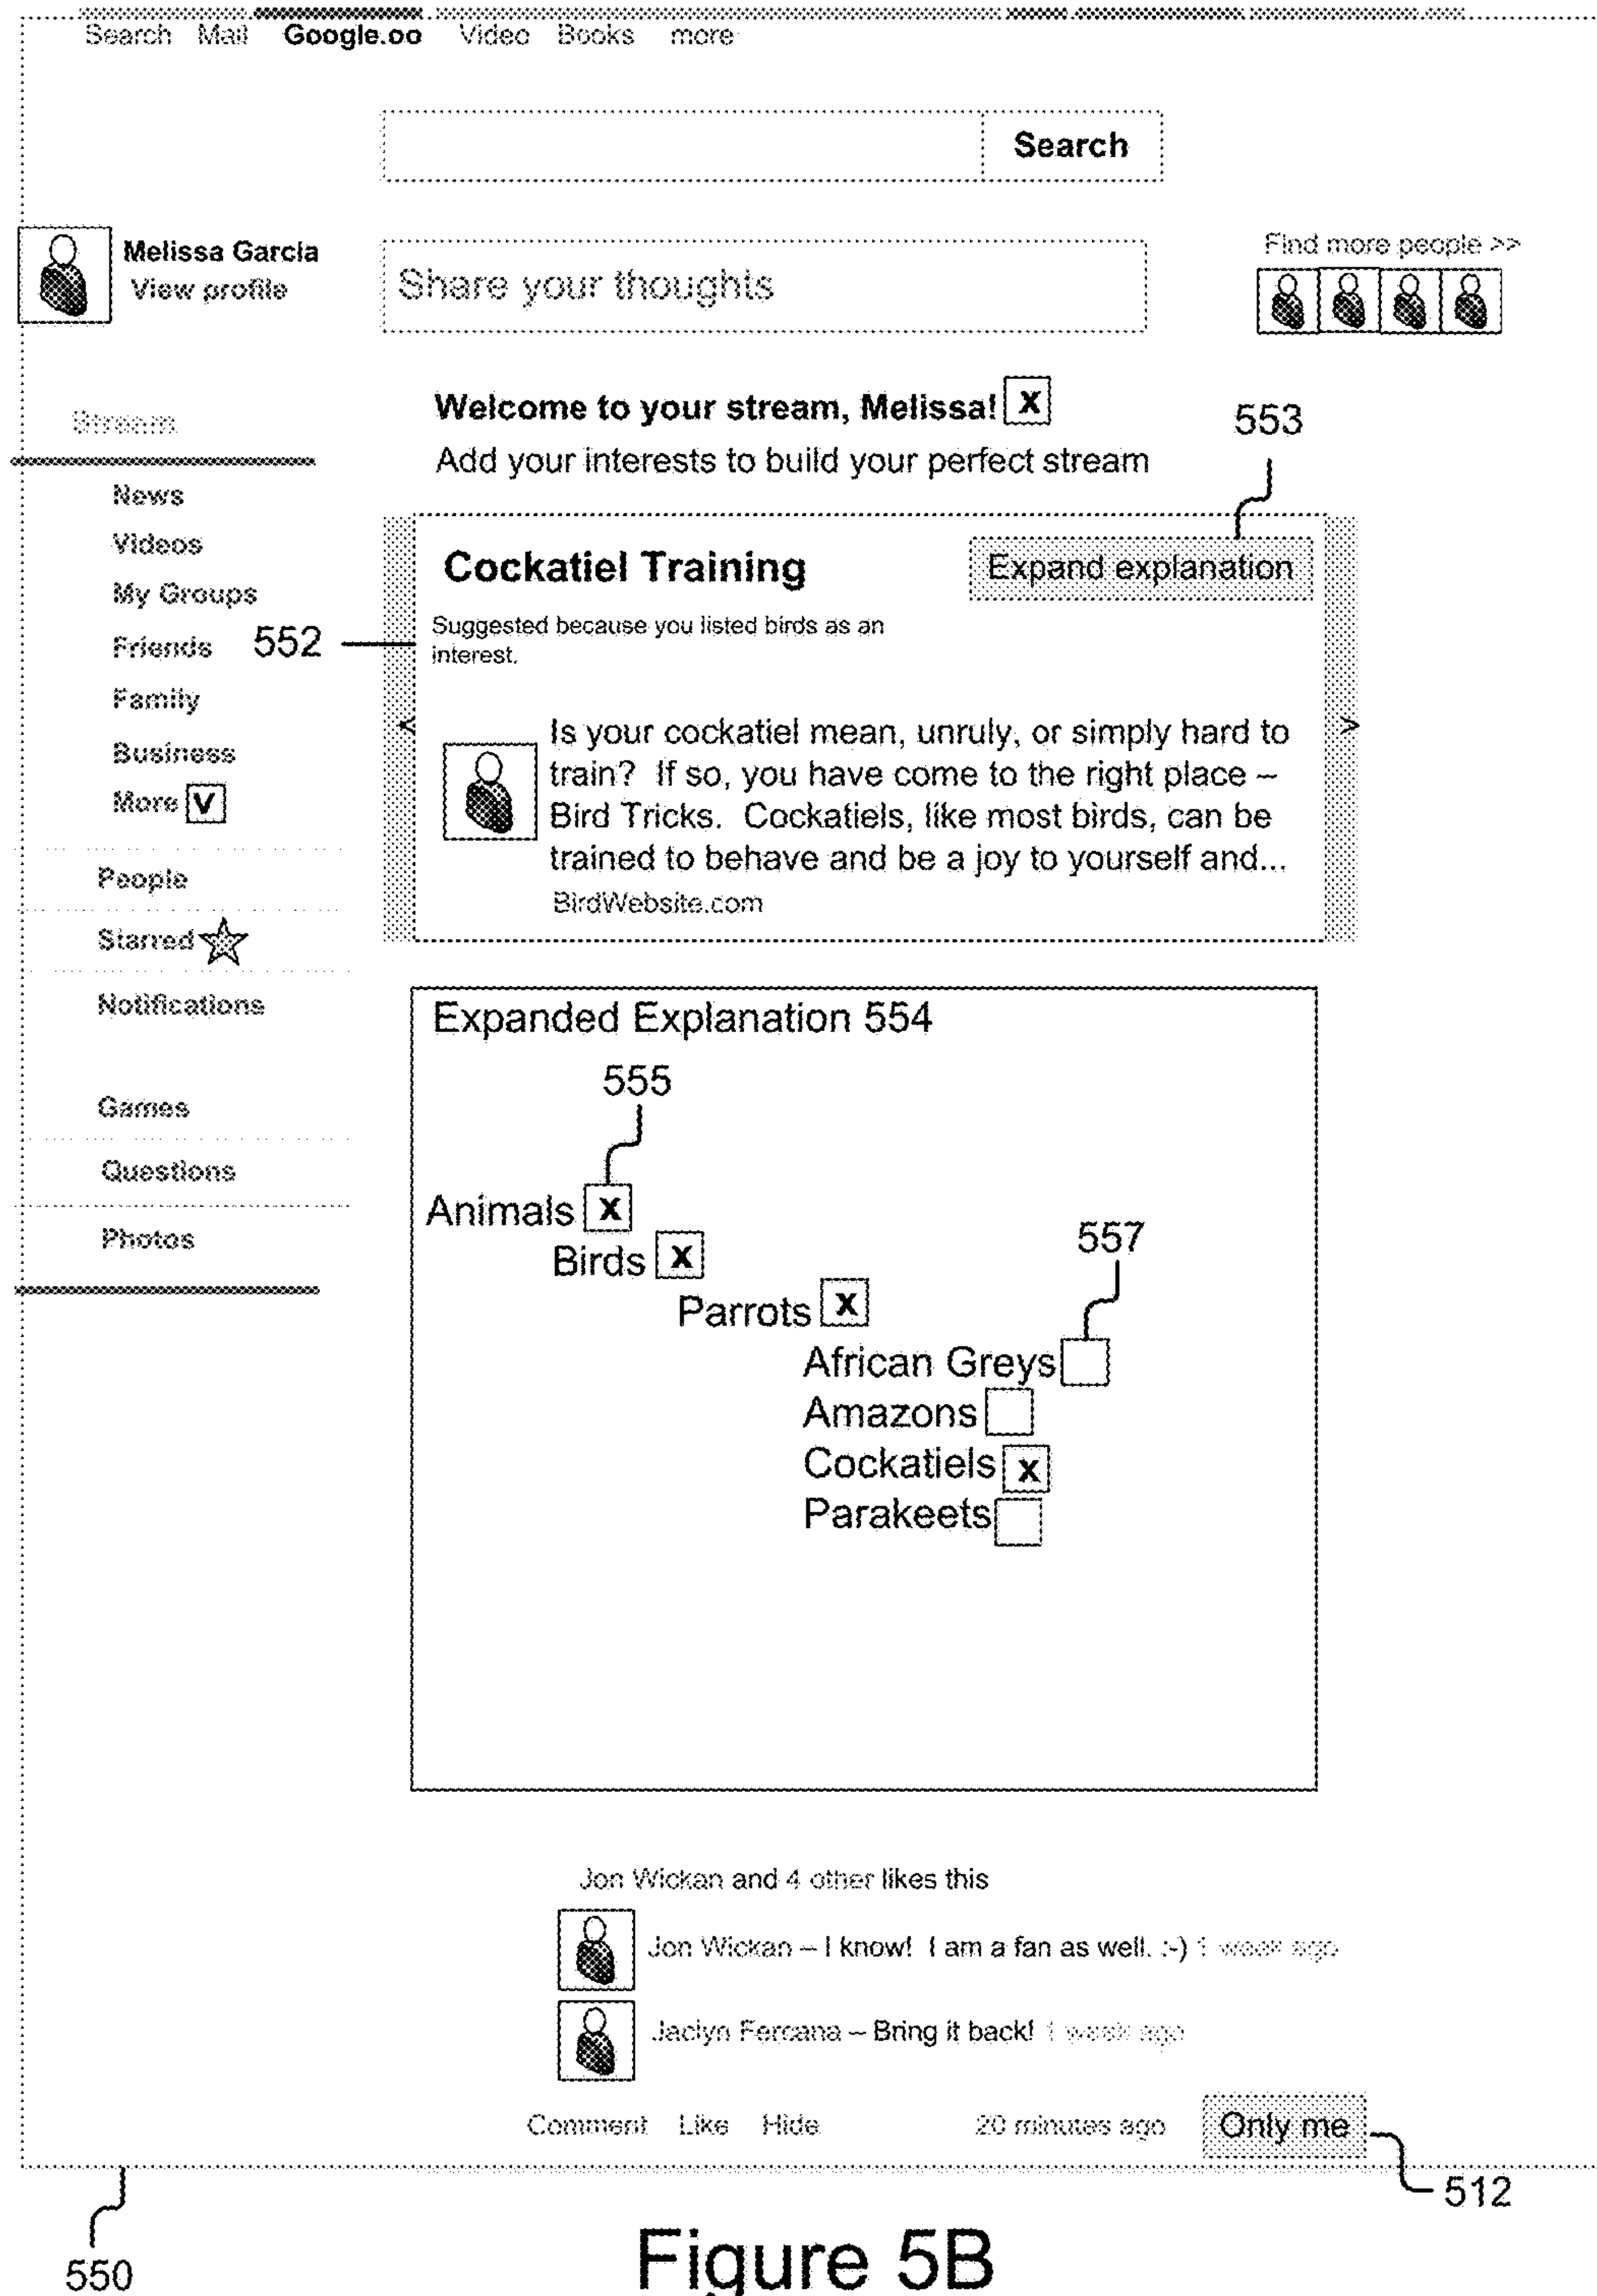 Search Mail Google.oo Video Books more
Search
Melissa Garcia
View profile
Share your thoughts
Find more people >>
Stream
Welcome to your stream, Melissa! X
Add your interests to build your perfect stream
553
News
Videos
My Groups
Friends
Family
Business
More V
People
Starred
Notifications
Games
Questions
Photos
552
Cockatiel Training
Expand explanation
Suggested because you listed birds as an
interest.
<
>
Is your cockatiel mean, unruly, or simply hard to
train? If so, you have come to the right place –
Bird Tricks. Cockatiels, like most birds, can be
trained to behave and be a joy to yourself and...
BirdWebsite.com
Expanded Explanation 554
555
Animals X
Birds X
557
Parrots X
African Greys
Amazons
Cockatiels X
Parakeets
Jon Wickan and 4 other likes this
Jon Wickan – I know! I am a fan as well. :-) 1 week ago
Jaclyn Fercana – Bring it back! 1 week ago
Comment Like Hide 20 minutes ago Only me
512
550
Figure 5B